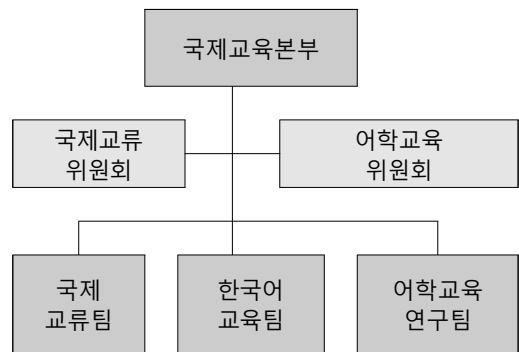 국제교육본부
국제교류
위원회
어학교육
위원회
국제
교류팀
한국어
교육팀
어학교육
연구팀